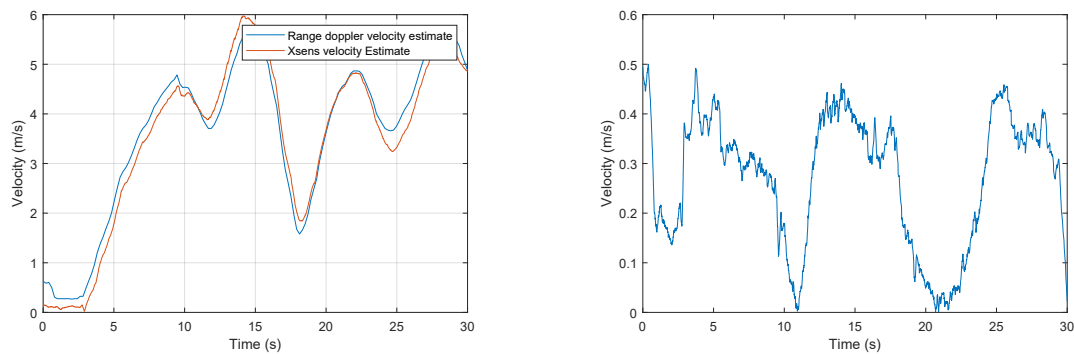 6
5
4
3
2
1
0
Velocity (m/s)
0 5 10 15 20 25 30
Time (s)
Range doppler velocity estimate
Xsens velocity Estimate
0.6
0.5
0.4
0.3
0.2
0.1
0
Velocity (m/s)
0 5 10 15 20 25 30
Time (s)